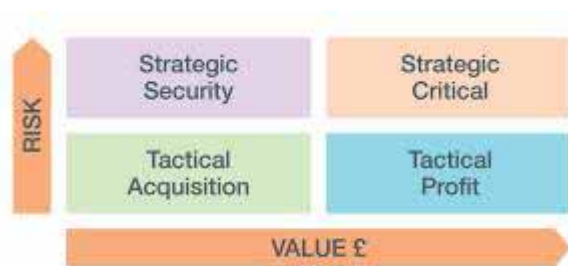 Strategic
Security
Strategic
Critical
RISK
Tactical
Acquisition
Tactical
Profit
VALUE £